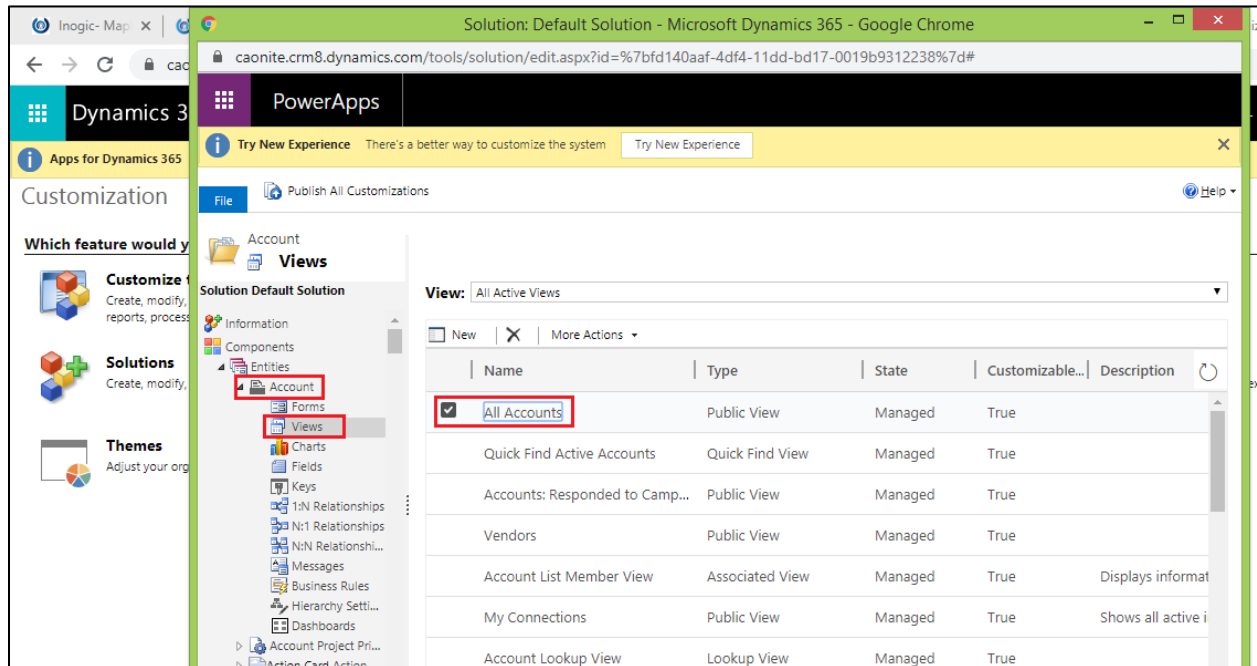 Inogic- Map
Solution: Default Solution - Microsoft Dynamics 365 - Google Chrome
cao
caonite.crm8.dynamics.com/tools/solution/edit.aspx?id=%7bfd140aaf-4df4-11dd-bd17-0019b9312238%7d#
Dynamics 3
PowerApps
Apps for Dynamics 365
Try New Experience There's a better way to customize the system Try New Experience
Customization
File Publish All Customizations Help
Which feature would y
Customize t
Create, modify,
reports, process
Solutions
Create, modify,
Themes
Adjust your org
Account
Views
Solution Default Solution
Information
Components
Entities
Account
Forms
Views
Charts
Fields
Keys
1:N Relationships
N:1 Relationships
N:N Relationshi...
Messages
Business Rules
Hierarchy Setti...
Dashboards
Account Project Pri...
Action Card Action
View: All Active Views
New More Actions
Name Type State Customizable... Description
All Accounts Public View Managed True
Quick Find Active Accounts Quick Find View Managed True
Accounts: Responded to Camp... Public View Managed True
Vendors Public View Managed True
Account List Member View Associated View Managed True Displays informat
My Connections Public View Managed True Shows all active i
Account Lookup View Lookup View Managed True